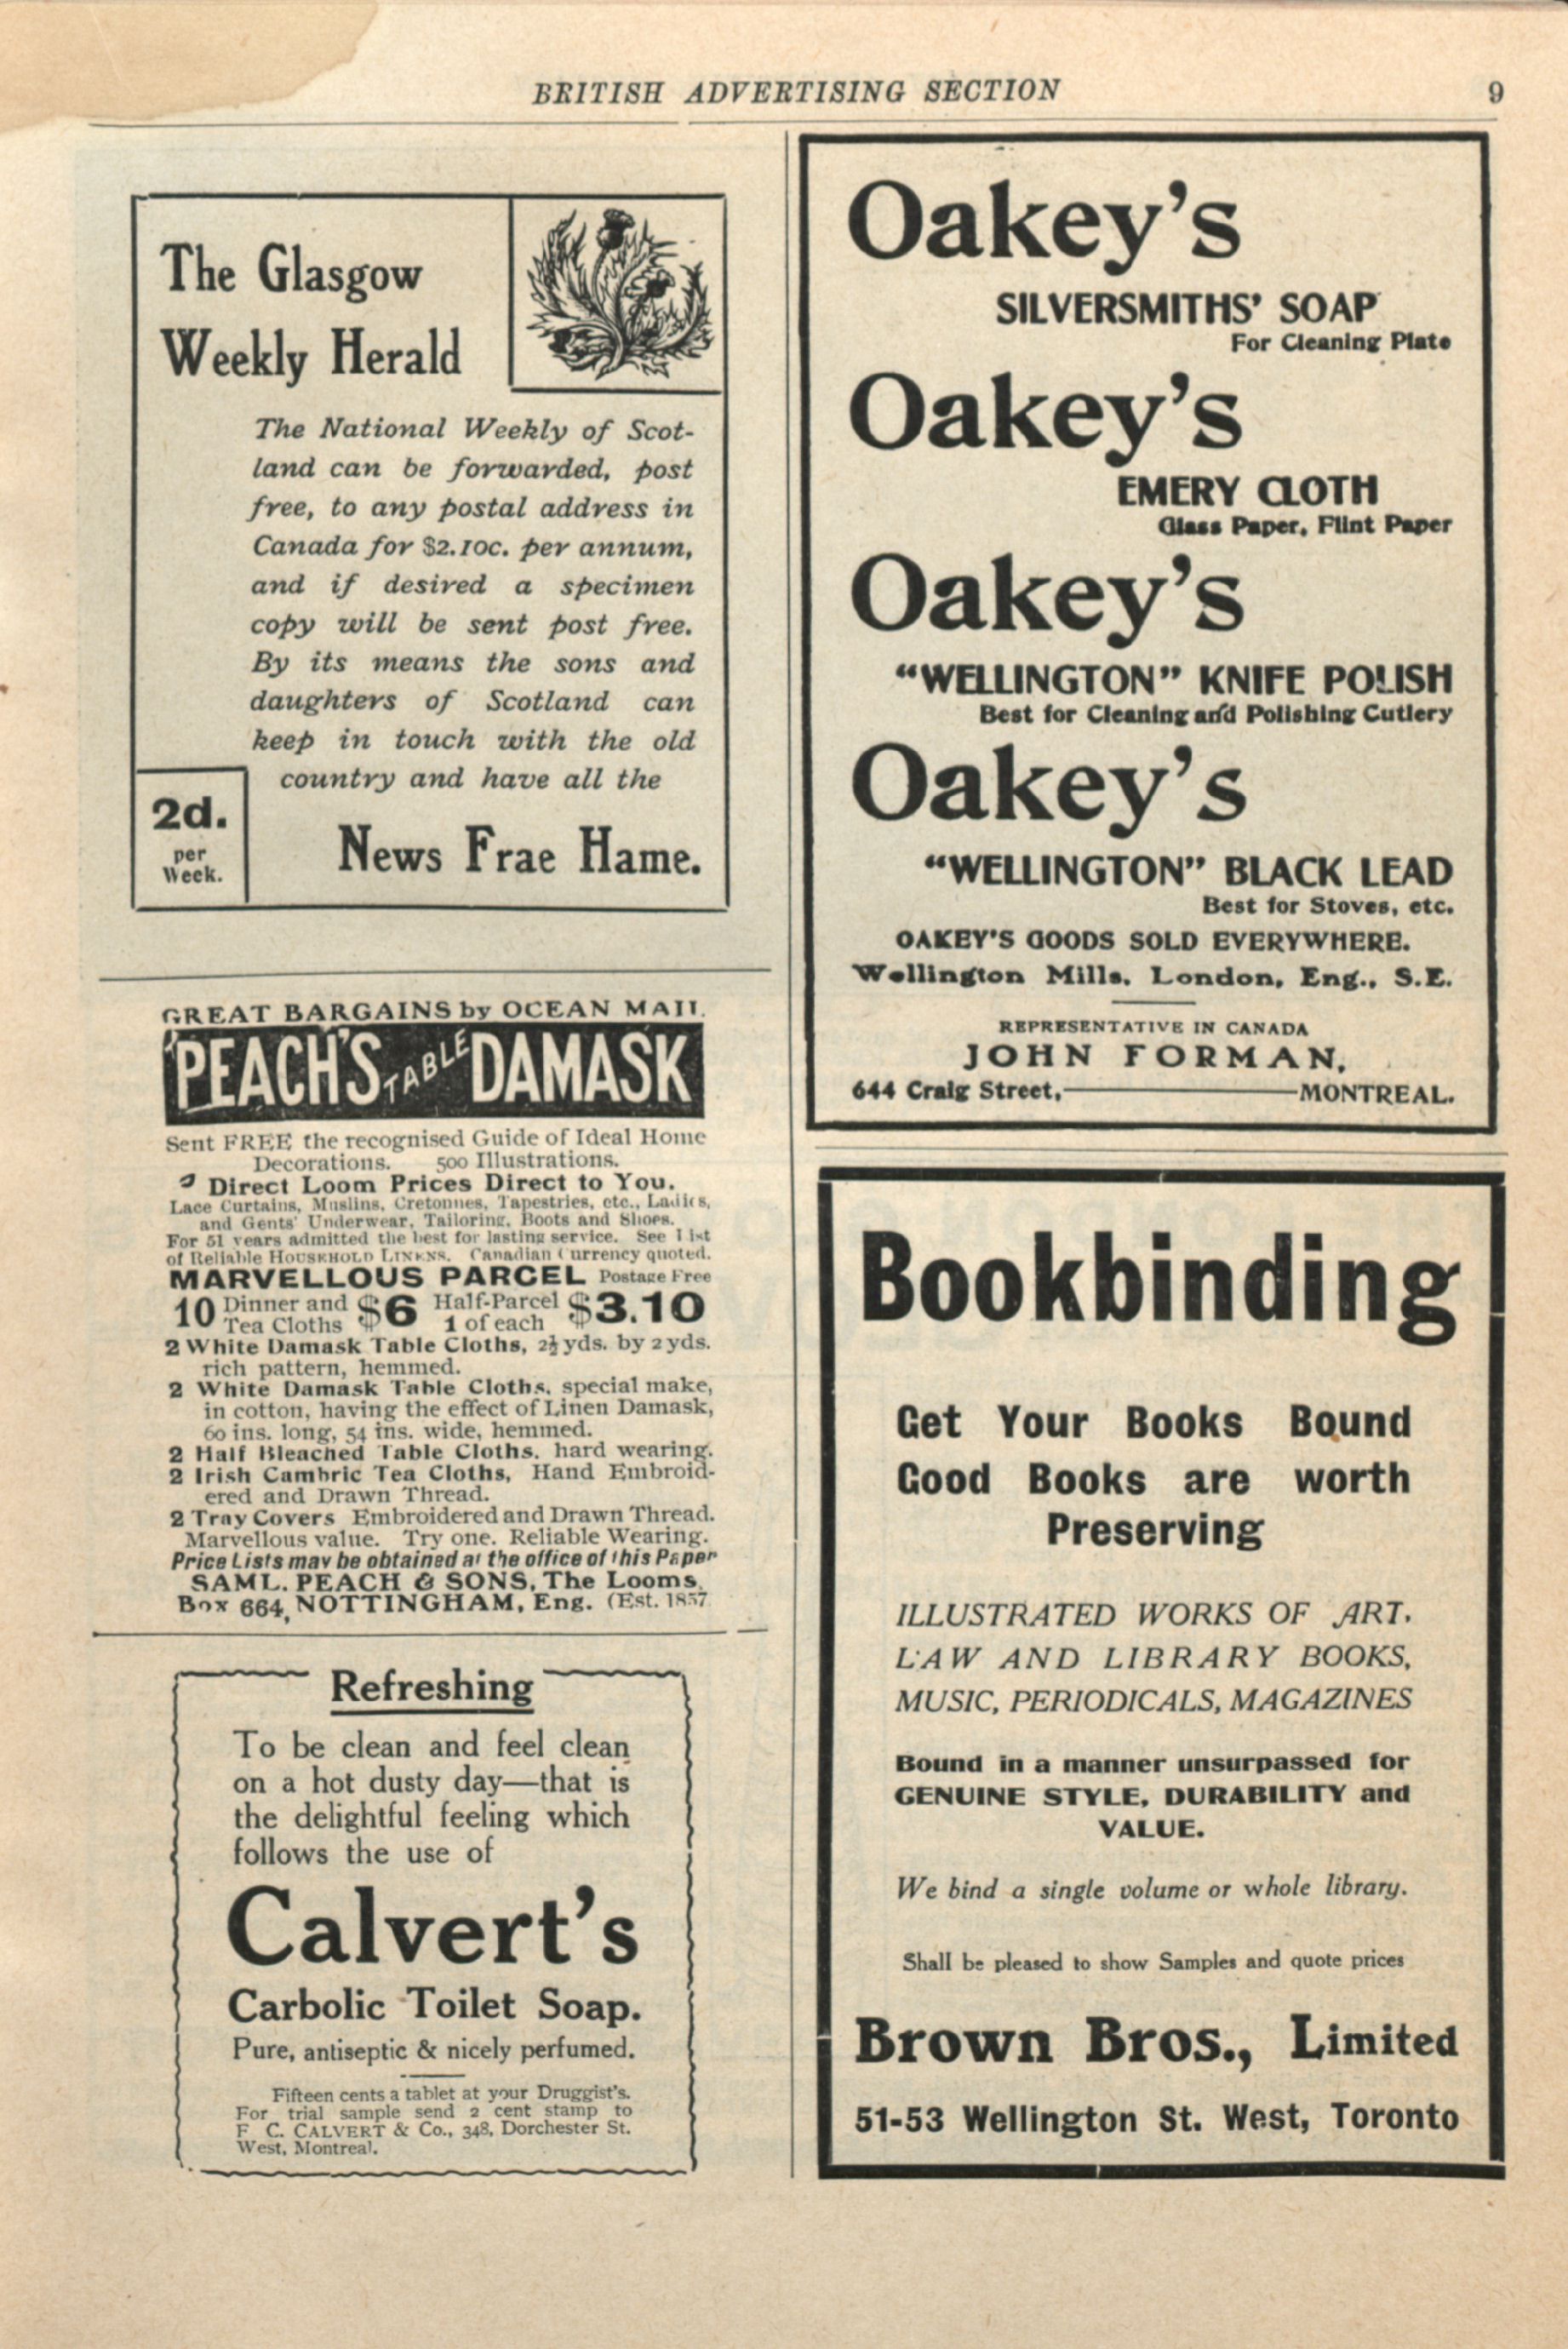 BRITISH ADVERTISING SECTION 9
The Glasgow
Weekly Herald
The National Weekly of Scot-
land can be forwarded, post
free, to any postal address in
Canada for $2.10c. per annum,
and if desired a specimen
copy will be sent post free.
By its means the sons and
daughters of Scotland can
keep in touch with the old
country and have all the
News Frae Hame.
2d.
per
Week.
GREAT BARGAINS by OCEAN MAIL.
PEACH'S TABLE DAMASK
Sent FREE the recognised Guide of Ideal Home
Decorations. 500 Illustrations.
Direct Loom Prices Direct to You.
Lace Curtains, Muslins, Cretonnes, Tapestries, etc., Ladies,
and Gents' Underwear, Tailoring, Boots and Shoes.
For 51 years admitted the best for lasting service. See List
of Reliable HOUSEHOLD LINENS. Canadian Currency quoted.
MARVELLOUS PARCEL Postage Free
10 Dinner and Tea Cloths $6 Half-Parcel 1 of each $3.10
2 White Damask Table Cloths, 2½ yds. by 2 yds.
rich pattern, hemmed.
2 White Damask Table Cloths, special make,
in cotton, having the effect of Linen Damask,
60 ins. long, 54 ins. wide, hemmed.
2 Half Bleached Table Cloths, hard wearing.
2 Irish Cambric Tea Cloths, Hand Embroid-
ered and Drawn Thread.
2 Tray Covers Embroidered and Drawn Thread.
Marvellous value. Try one. Reliable Wearing.
Price Lists may be obtained at the office of this Paper
SAML. PEACH & SONS, The Looms,
Box 664, NOTTINGHAM, Eng. (Est. 1857
Refreshing
To be clean and feel clean
on a hot dusty day—that is
the delightful feeling which
follows the use of
Calvert's
Carbolic Toilet Soap.
Pure, antiseptic & nicely perfumed.
Fifteen cents a tablet at your Druggist's.
For trial sample send 2 cent stamp to
F. C. CALVERT & Co., 348, Dorchester St.
West, Montreal.
Oakey's
SILVERSMITHS' SOAP
For Cleaning Plate
Oakey's
EMERY CLOTH
Glass Paper, Flint Paper
Oakey's
"WELLINGTON" KNIFE POLISH
Best for Cleaning and Polishing Cutlery
Oakey's
"WELLINGTON" BLACK LEAD
Best for Stoves, etc.
OAKEY'S GOODS SOLD EVERYWHERE.
Wellington Mills, London, Eng., S.E.
REPRESENTATIVE IN CANADA
JOHN FORMAN,
644 Craig Street, MONTREAL.
Bookbinding
Get Your Books Bound
Good Books are worth
Preserving
ILLUSTRATED WORKS OF ART,
LAW AND LIBRARY BOOKS,
MUSIC, PERIODICALS, MAGAZINES
Bound in a manner unsurpassed for
GENUINE STYLE, DURABILITY and
VALUE.
We bind a single volume or whole library.
Shall be pleased to show Samples and quote prices
Brown Bros., Limited
51-53 Wellington St. West, Toronto